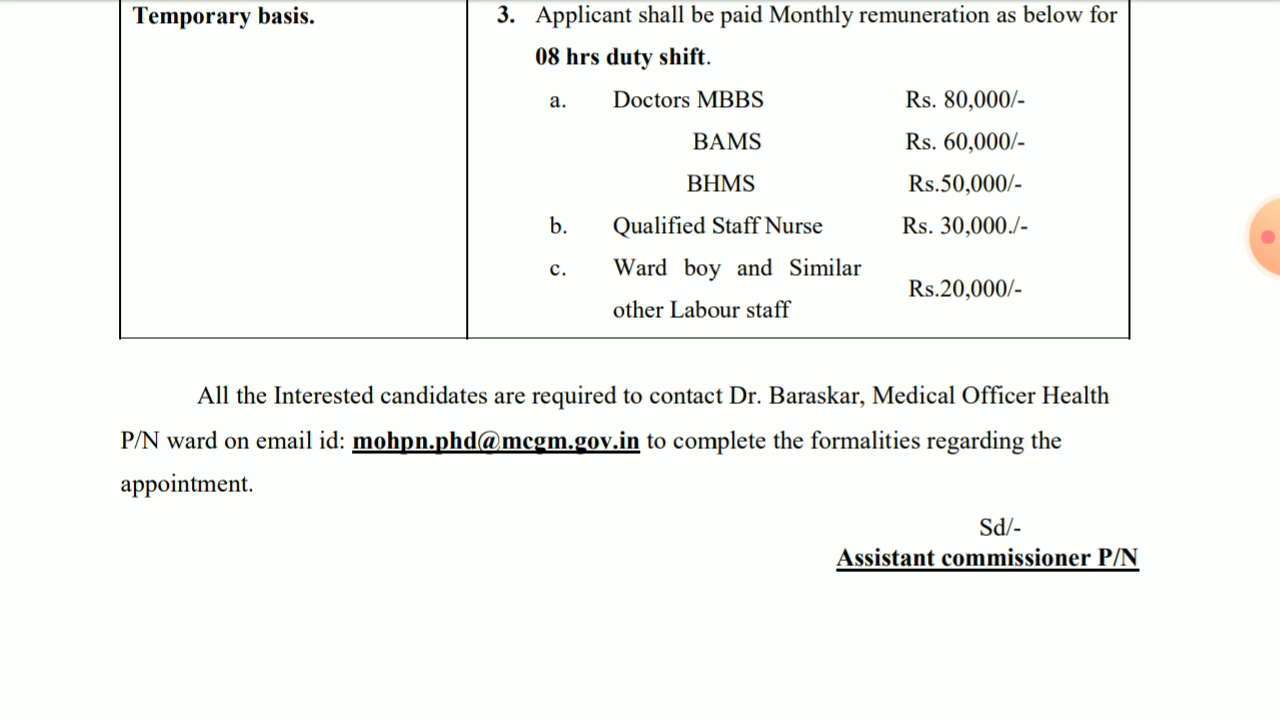 Temporary basis.
3. Applicant shall be paid Monthly remuneration as below for
08 hrs duty shift.
a. Doctors MBBS Rs. 80,000/-
BAMS Rs. 60,000/-
BHMS Rs.50,000/-
b. Qualified Staff Nurse Rs. 30,000./-
c. Ward boy and Similar
other Labour staff Rs.20,000/-
All the Interested candidates are required to contact Dr. Baraskar, Medical Officer Health
P/N ward on email id: mohpn.phd@mcgm.gov.in to complete the formalities regarding the
appointment.
Sd/-
Assistant commissioner P/N